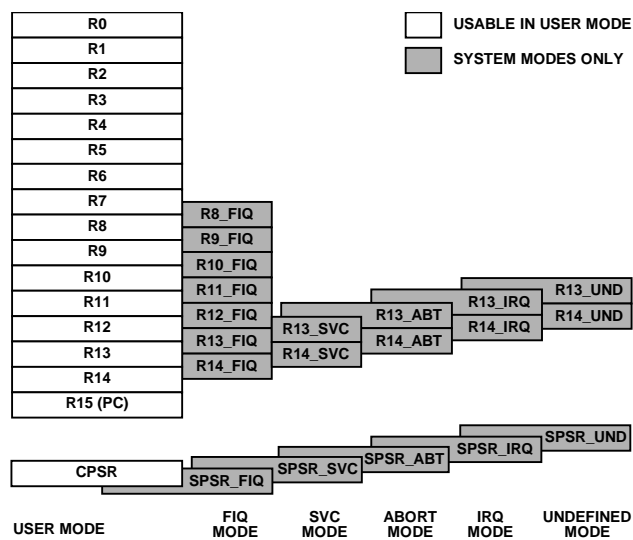 R0
R1
R2
R3
R4
R5
R6
R7
R8
R9
R10
R11
R12
R13
R14
R15 (PC)
USABLE IN USER MODE
SYSTEM MODES ONLY
R8_FIQ
R9_FIQ
R10_FIQ
R11_FIQ
R12_FIQ
R13_FIQ
R14_FIQ
R13_SVC
R14_SVC
R13_ABT
R14_ABT
R13_IRQ
R14_IRQ
R13_UND
R14_UND
CPSR
SPSR_FIQ
SPSR_SVC
SPSR_ABT
SPSR_IRQ
SPSR_UND
USER MODE
FIQ
MODE
SVC
MODE
ABORT
MODE
IRQ
MODE
UNDEFINED
MODE